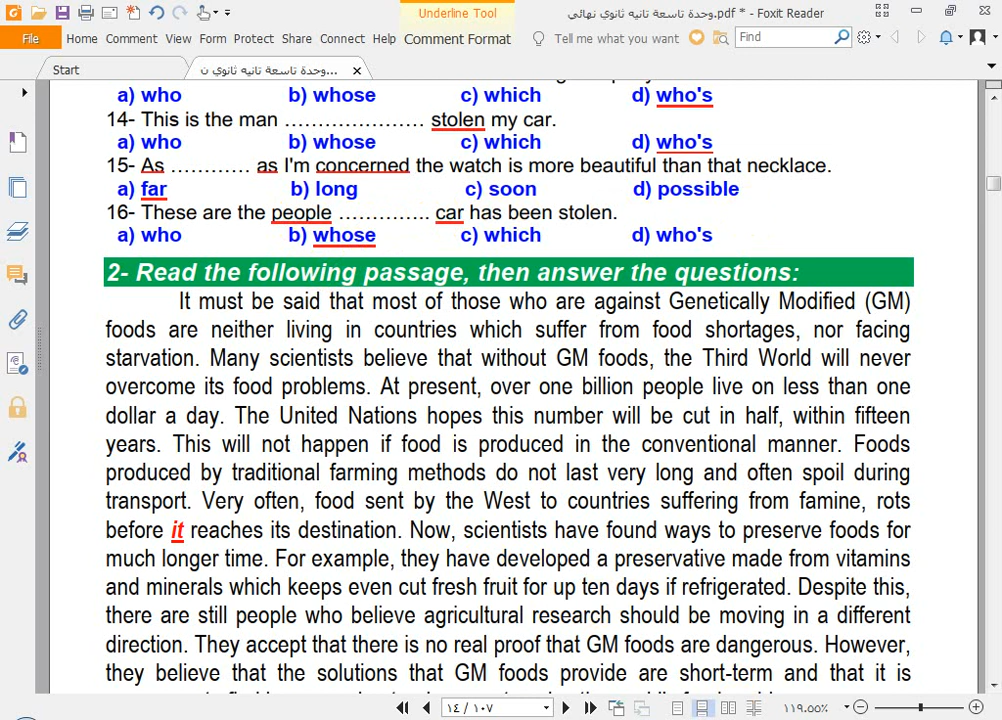 Underline Tool
وحدة تاسعة تانيه ثانوي نهائي.pdf * - Foxit Reader
File Home Comment View Form Protect Share Connect Help Comment Format Tell me what you want Find
Start وحدة تاسعة تانيه ثانوي ن...
a) who b) whose c) which d) who's
14- This is the man ………………… stolen my car.
a) who b) whose c) which d) who's
15- As ………… as I'm concerned the watch is more beautiful than that necklace.
a) far b) long c) soon d) possible
16- These are the people ………….. car has been stolen.
a) who b) whose c) which d) who's
2- Read the following passage, then answer the questions:
It must be said that most of those who are against Genetically Modified (GM)
foods are neither living in countries which suffer from food shortages, nor facing
starvation. Many scientists believe that without GM foods, the Third World will never
overcome its food problems. At present, over one billion people live on less than one
dollar a day. The United Nations hopes this number will be cut in half, within fifteen
years. This will not happen if food is produced in the conventional manner. Foods
produced by traditional farming methods do not last very long and often spoil during
transport. Very often, food sent by the West to countries suffering from famine, rots
before it reaches its destination. Now, scientists have found ways to preserve foods for
much longer time. For example, they have developed a preservative made from vitamins
and minerals which keeps even cut fresh fruit for up ten days if refrigerated. Despite this,
there are still people who believe agricultural research should be moving in a different
direction. They accept that there is no real proof that GM foods are dangerous. However,
they believe that the solutions that GM foods provide are short-term and that it is
١٤ / ١٠٧ ١١٩.٥٥%